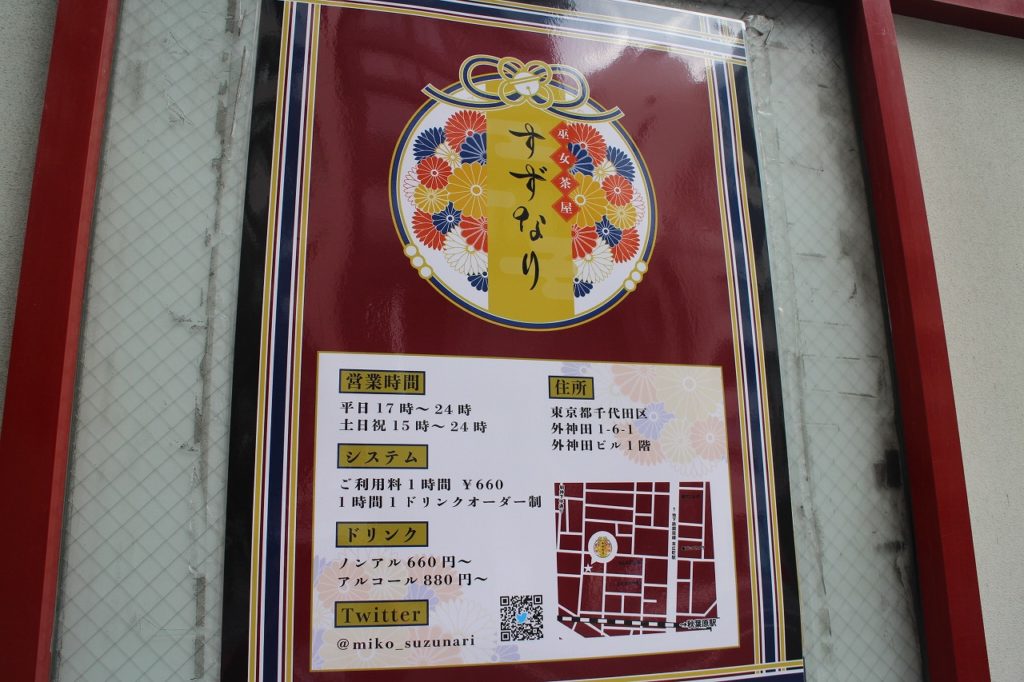 巫女茶屋
すずなり
営業時間
平日17時～24時
土日祝15時～24時
システム
ご利用料1時間 ￥660
1時間1ドリンクオーダー制
ドリンク
ノンアル660円～
アルコール880円～
Twitter
@miko_suzunari
住所
東京都千代田区
外神田1-6-1
外神田ビル1階
→秋葉原駅